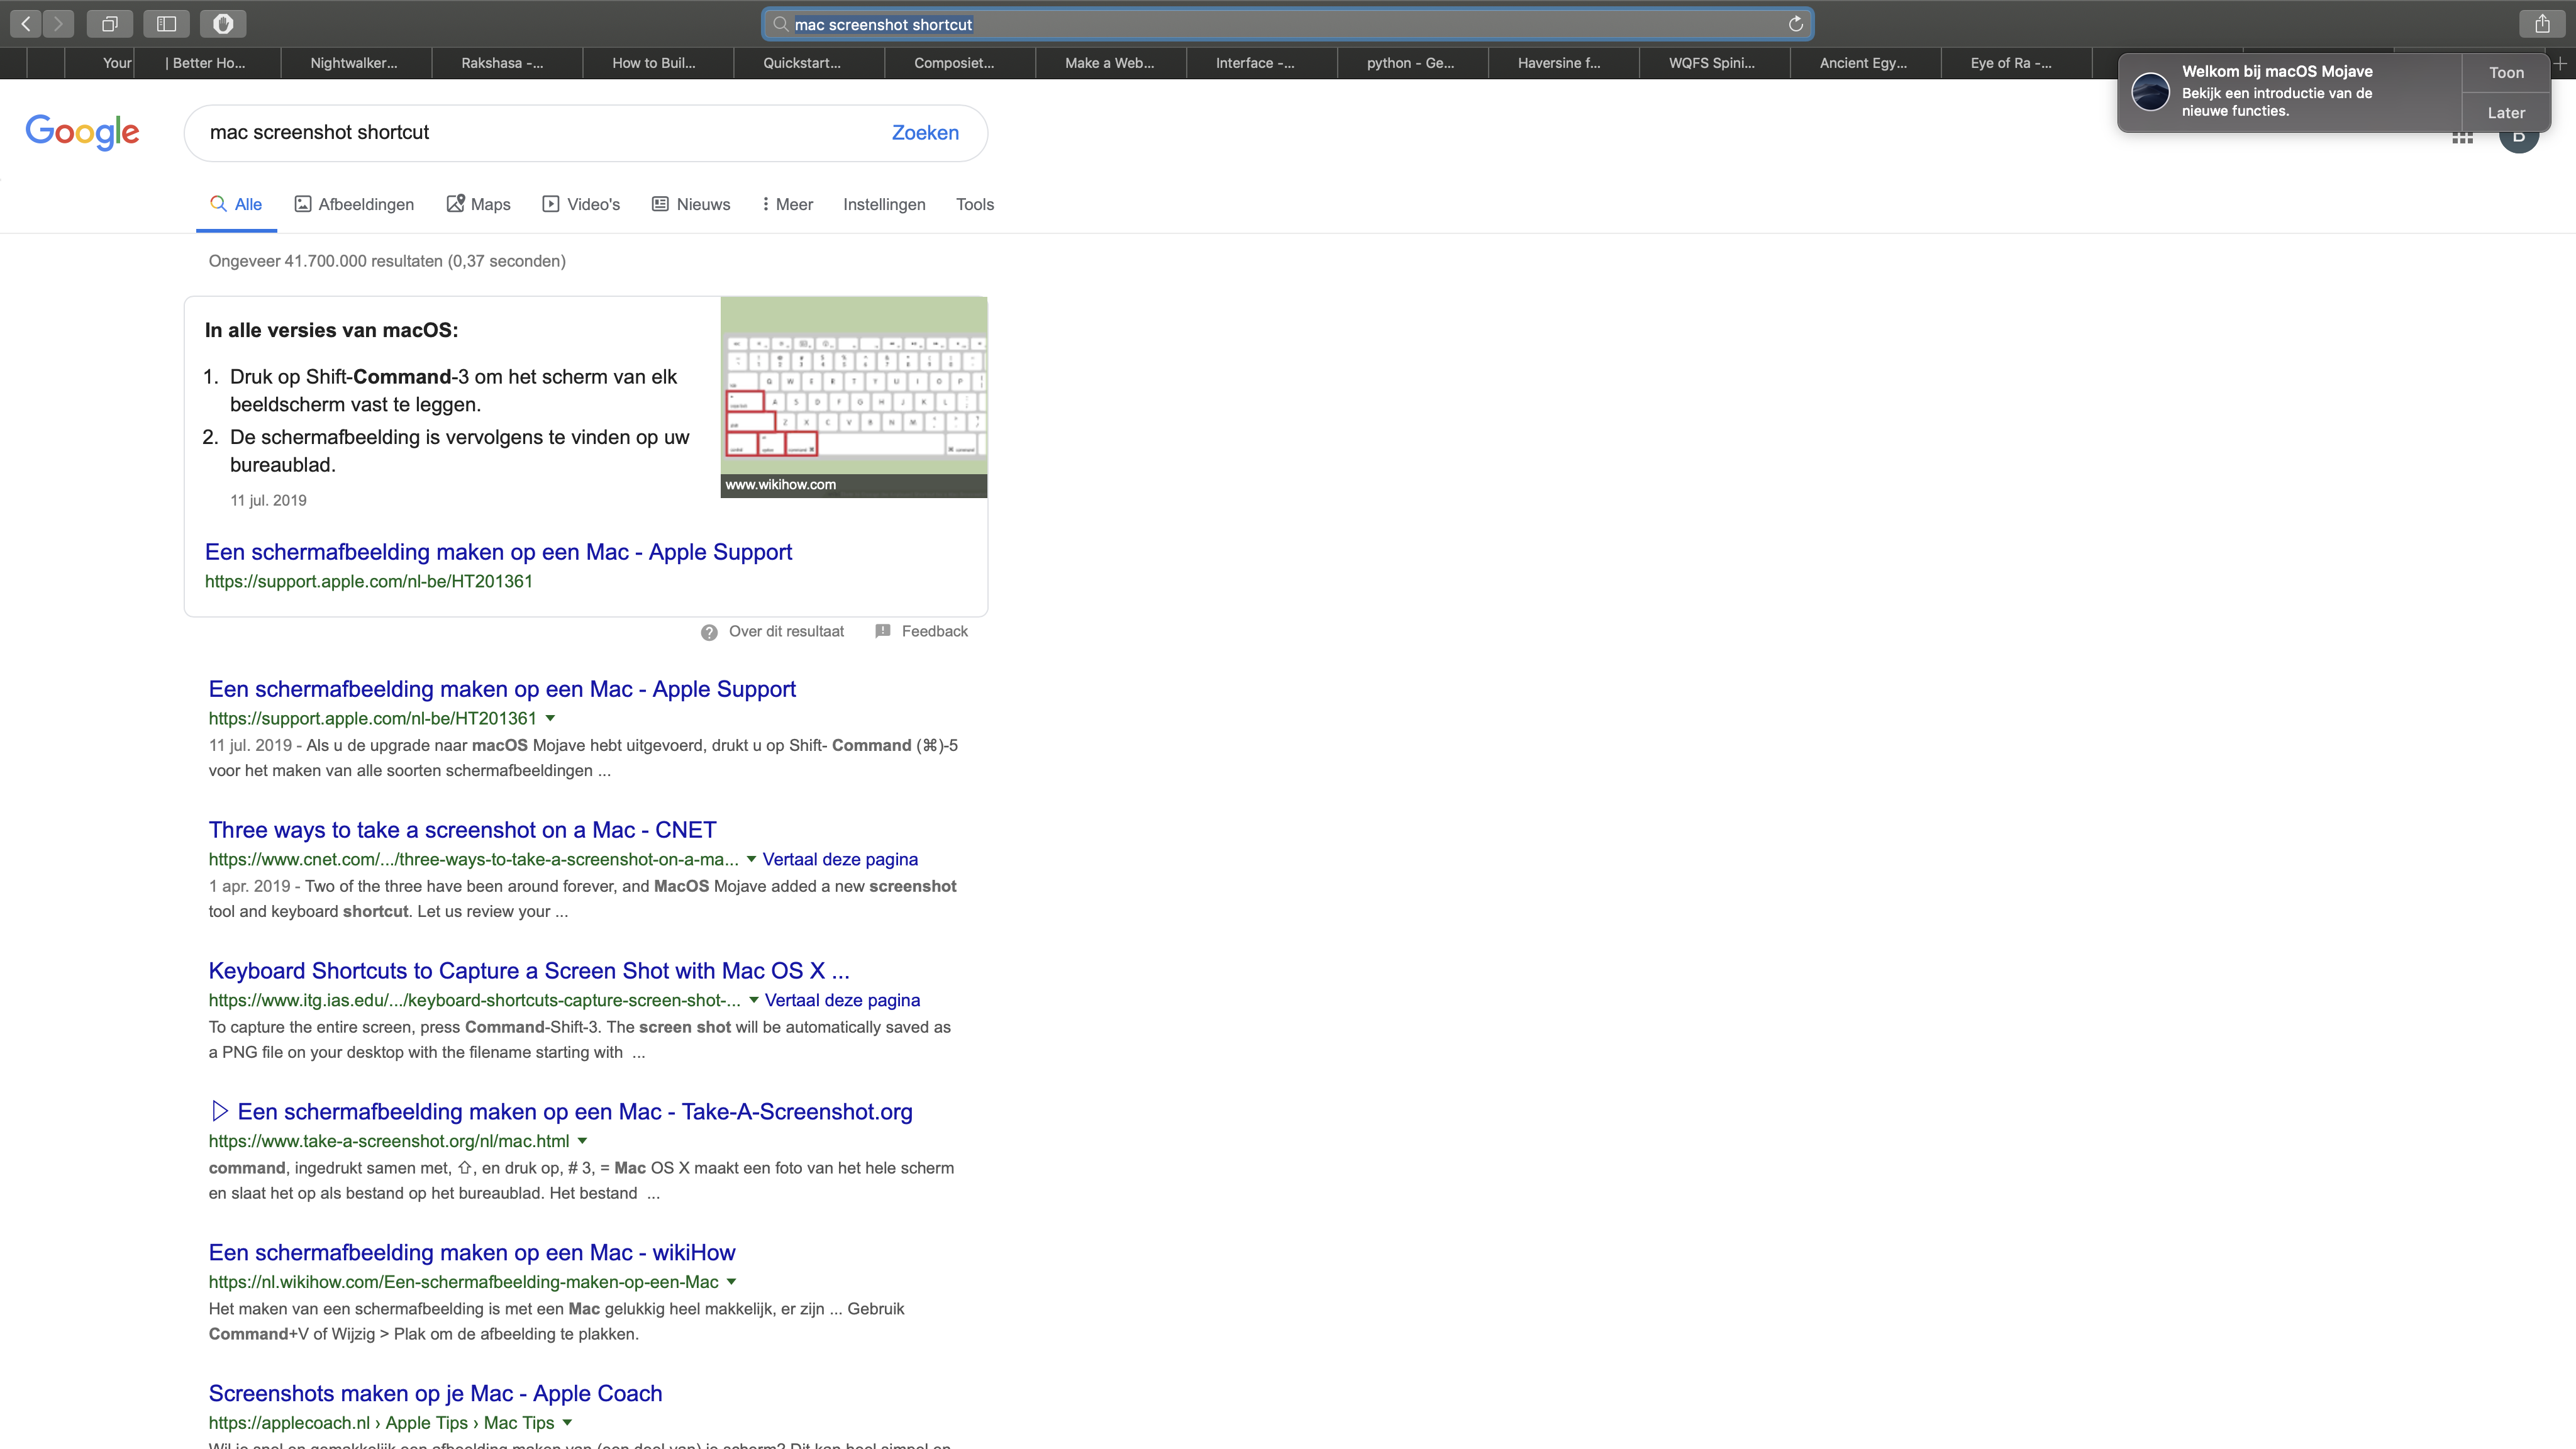 mac screenshot shortcut
Your
| Better Ho...
Nightwalker...
Rakshasa -...
How to Buil...
Quickstart...
Composiet...
Make a Web...
Interface -...
python - Ge...
Haversine f...
WQFS Spini...
Ancient Egy...
Eye of Ra -...
Welkom bij macOS Mojave
Bekijk een introductie van de
nieuwe functies.
Toon
Later
Google
mac screenshot shortcut
Zoeken
B
Alle
Afbeeldingen
Maps
Video's
Nieuws
Meer
Instellingen
Tools
Ongeveer 41.700.000 resultaten (0,37 seconden)
In alle versies van macOS:
1. Druk op Shift-Command-3 om het scherm van elk
beeldscherm vast te leggen.
2. De schermafbeelding is vervolgens te vinden op uw
bureaublad.
11 jul. 2019
www.wikihow.com
Een schermafbeelding maken op een Mac - Apple Support
https://support.apple.com/nl-be/HT201361
Over dit resultaat
Feedback
Een schermafbeelding maken op een Mac - Apple Support
https://support.apple.com/nl-be/HT201361
11 jul. 2019 - Als u de upgrade naar macOS Mojave hebt uitgevoerd, drukt u op Shift- Command (⌘)-5
voor het maken van alle soorten schermafbeeldingen ...
Three ways to take a screenshot on a Mac - CNET
https://www.cnet.com/.../three-ways-to-take-a-screenshot-on-a-ma... Vertaal deze pagina
1 apr. 2019 - Two of the three have been around forever, and MacOS Mojave added a new screenshot
tool and keyboard shortcut. Let us review your ...
Keyboard Shortcuts to Capture a Screen Shot with Mac OS X ...
https://www.itg.ias.edu/.../keyboard-shortcuts-capture-screen-shot-... Vertaal deze pagina
To capture the entire screen, press Command-Shift-3. The screen shot will be automatically saved as
a PNG file on your desktop with the filename starting with ...
▷ Een schermafbeelding maken op een Mac - Take-A-Screenshot.org
https://www.take-a-screenshot.org/nl/mac.html
command, ingedrukt samen met, ⇧, en druk op, # 3, = Mac OS X maakt een foto van het hele scherm
en slaat het op als bestand op het bureaublad. Het bestand ...
Een schermafbeelding maken op een Mac - wikiHow
https://nl.wikihow.com/Een-schermafbeelding-maken-op-een-Mac
Het maken van een schermafbeelding is met een Mac gelukkig heel makkelijk, er zijn ... Gebruik
Command+V of Wijzig > Plak om de afbeelding te plakken.
Screenshots maken op je Mac - Apple Coach
https://applecoach.nl › Apple Tips › Mac Tips